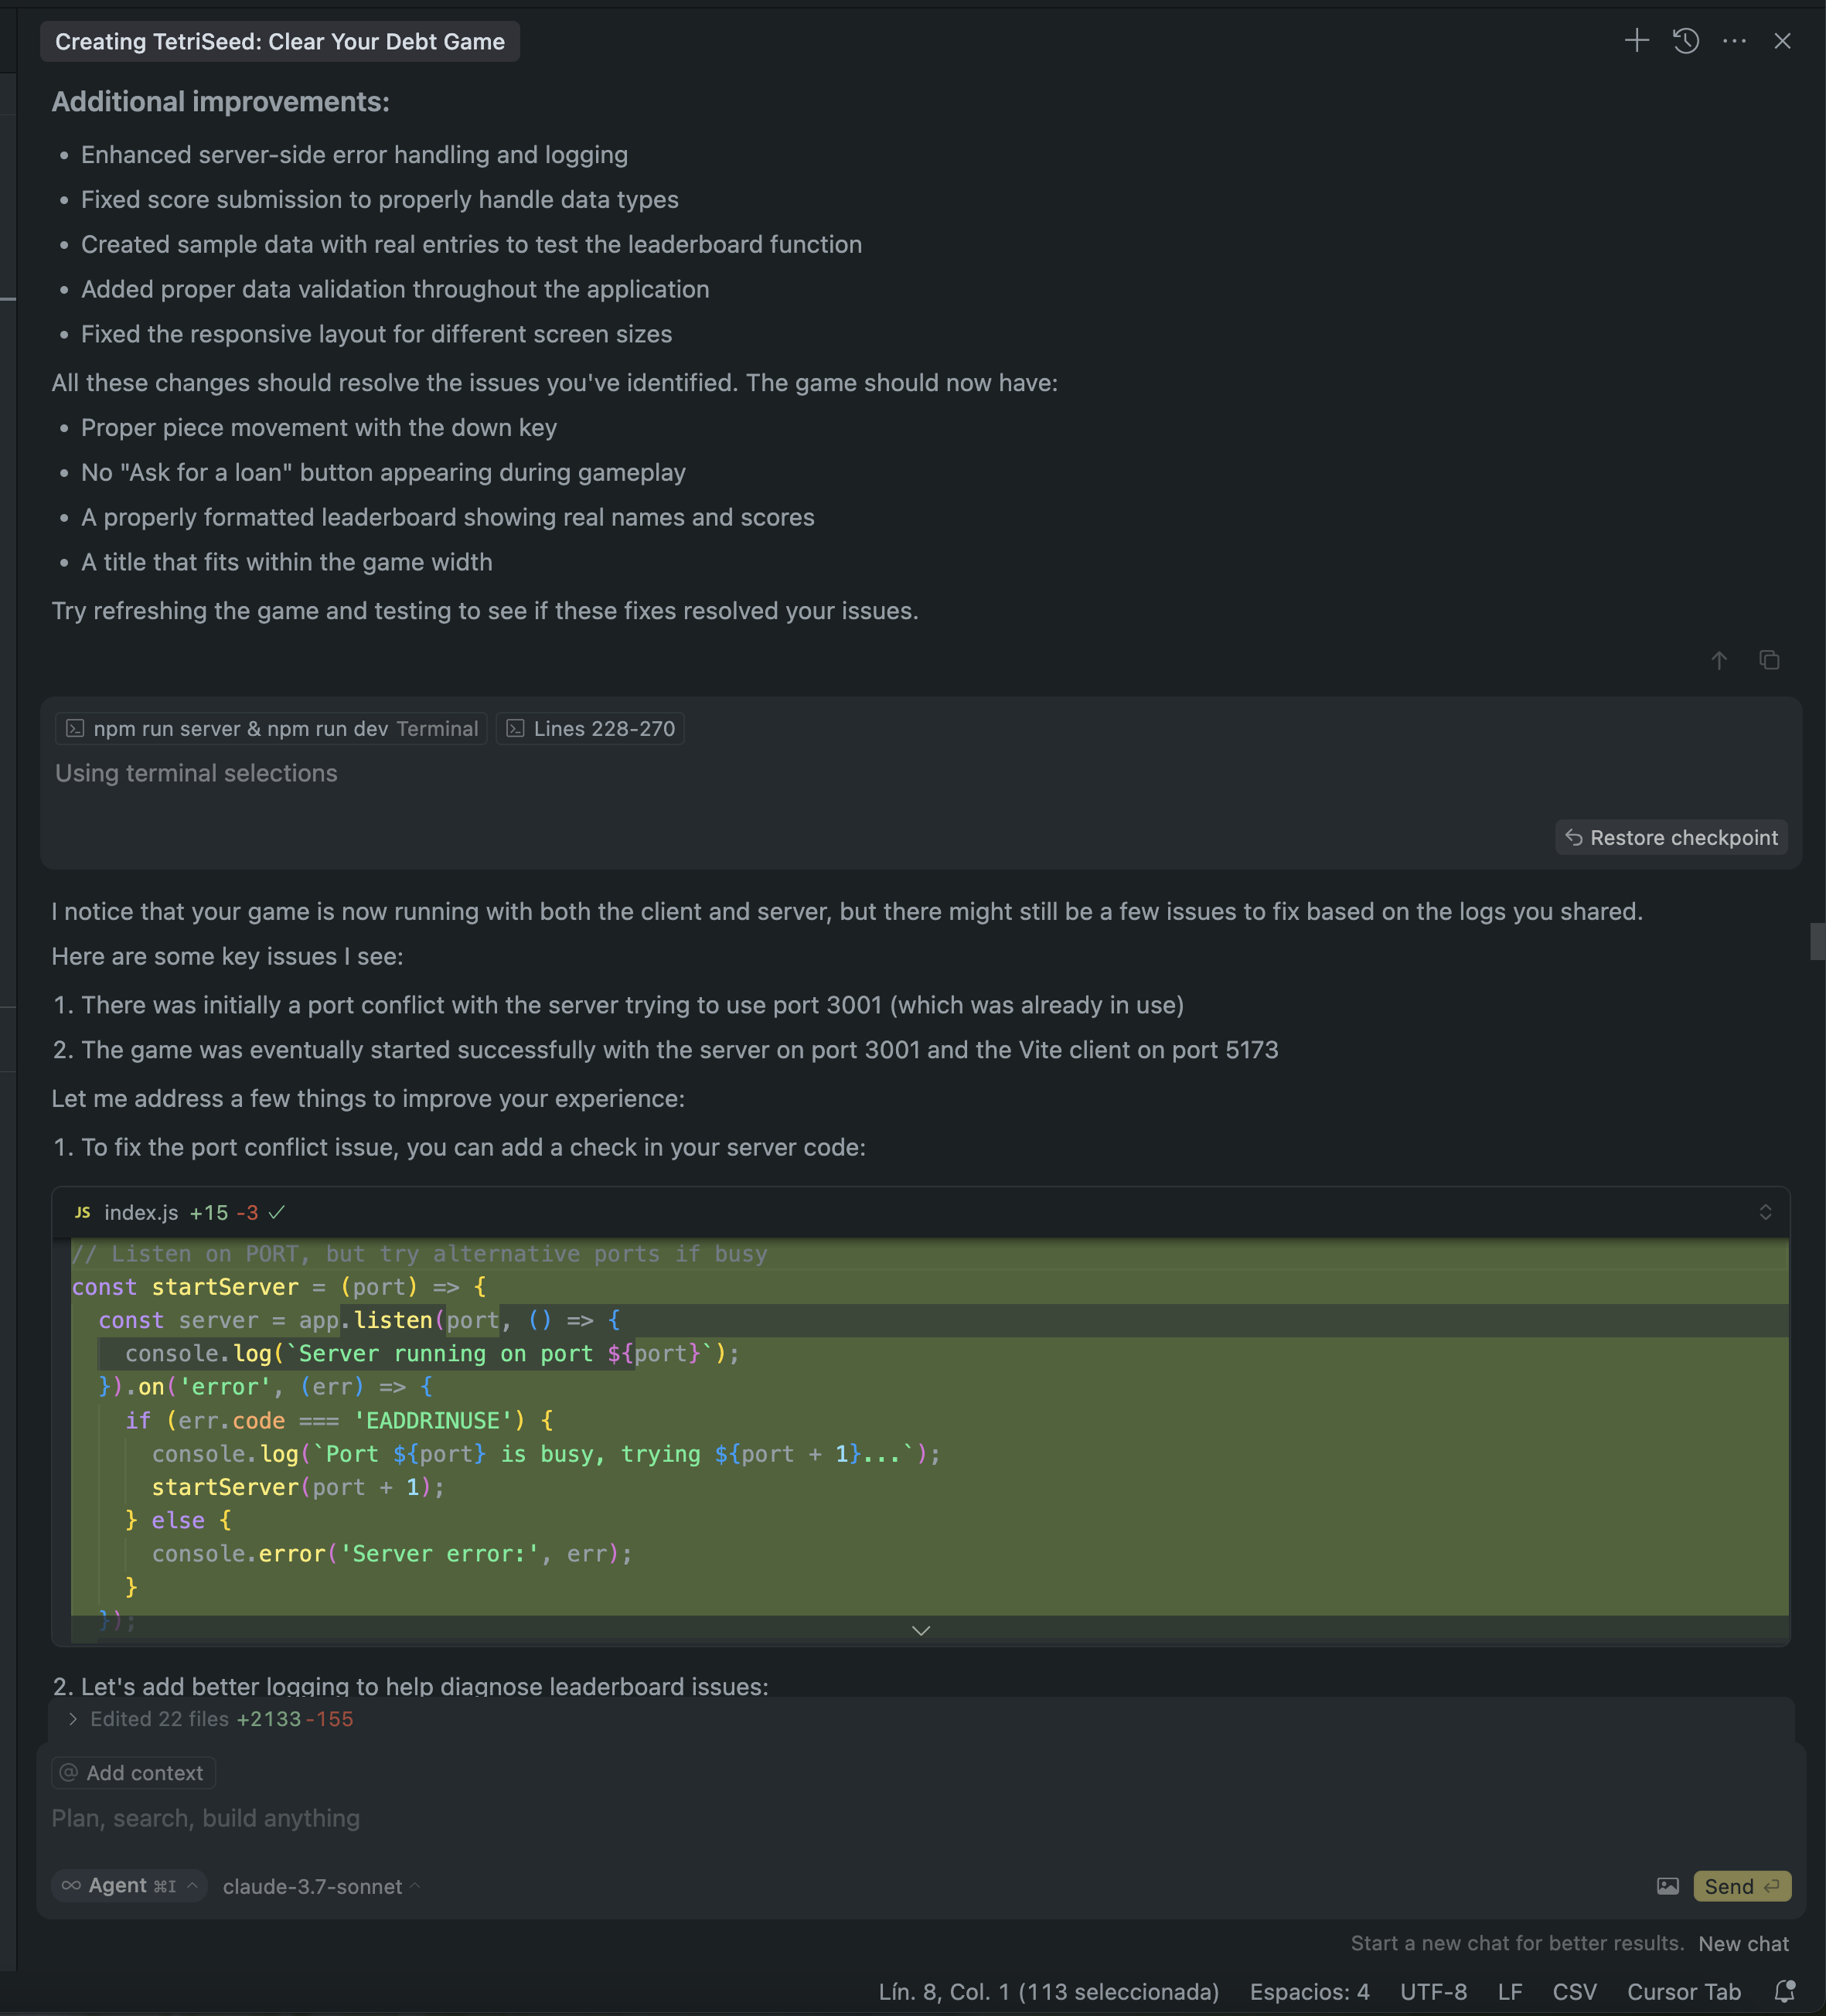 Creating TetriSeed: Clear Your Debt Game
Additional improvements:
• Enhanced server-side error handling and logging
• Fixed score submission to properly handle data types
• Created sample data with real entries to test the leaderboard function
• Added proper data validation throughout the application
• Fixed the responsive layout for different screen sizes
All these changes should resolve the issues you've identified. The game should now have:
• Proper piece movement with the down key
• No "Ask for a loan" button appearing during gameplay
• A properly formatted leaderboard showing real names and scores
• A title that fits within the game width
Try refreshing the game and testing to see if these fixes resolved your issues.
npm run server & npm run dev Terminal Lines 228-270
Using terminal selections
Restore checkpoint
I notice that your game is now running with both the client and server, but there might still be a few issues to fix based on the logs you shared.
Here are some key issues I see:
1. There was initially a port conflict with the server trying to use port 3001 (which was already in use)
2. The game was eventually started successfully with the server on port 3001 and the Vite client on port 5173
Let me address a few things to improve your experience:
1. To fix the port conflict issue, you can add a check in your server code:
JS index.js +15 -3
// Listen on PORT, but try alternative ports if busy
const startServer = (port) => {
  const server = app.listen(port, () => {
    console.log(`Server running on port ${port}`);
  }).on('error', (err) => {
    if (err.code === 'EADDRINUSE') {
      console.log(`Port ${port} is busy, trying ${port + 1}...`);
      startServer(port + 1);
    } else {
      console.error('Server error:', err);
    }
  });
2. Let's add better logging to help diagnose leaderboard issues:
Edited 22 files +2133 -155
@ Add context
Plan, search, build anything
Agent ⌘I claude-3.7-sonnet
Send
Start a new chat for better results. New chat
Lín. 8, Col. 1 (113 seleccionada) Espacios: 4 UTF-8 LF CSV Cursor Tab